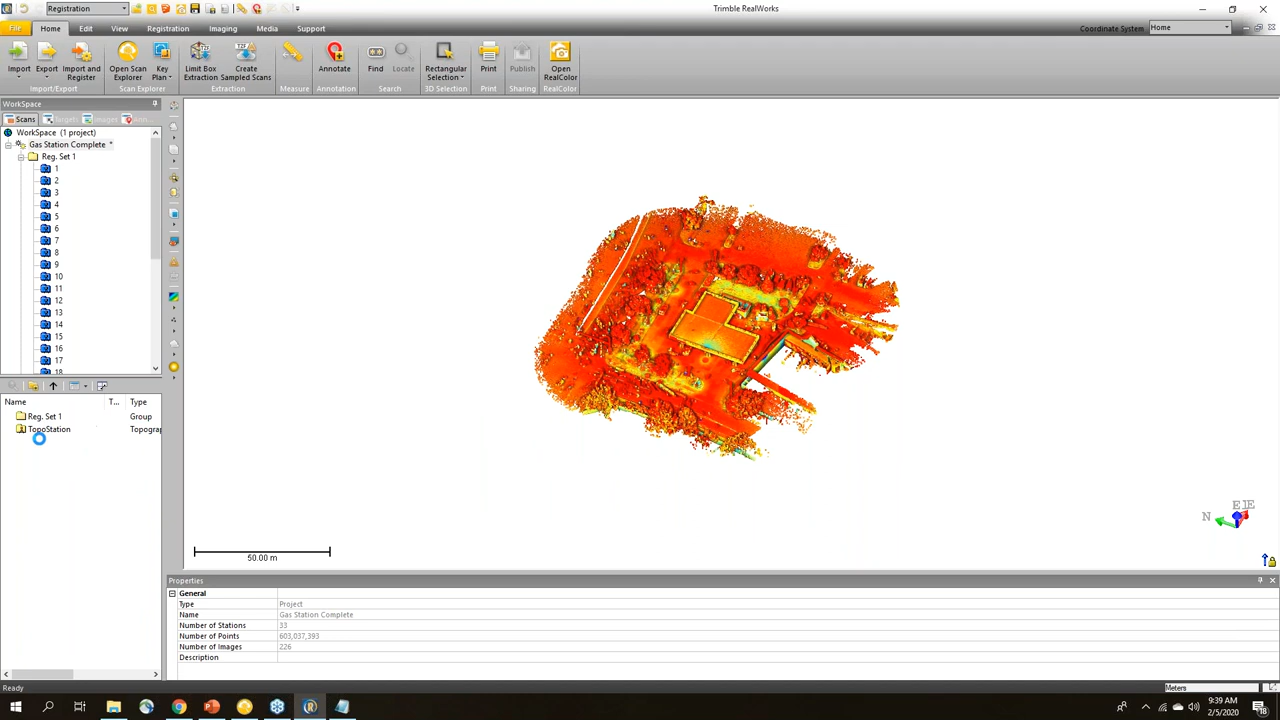 Registration
Trimble RealWorks
File
Home
Edit
View
Registration
Imaging
Media
Support
Coordinate System
Home
Import
Export
Import and
Register
Open Scan
Explorer
Key
Plan
Limit Box
Extraction
Create
Sampled Scans
Annotate
Find
Locate
Rectangular
Selection
Print
Publish
Open
RealColor
Import/Export
Scan Explorer
Extraction
Measure
Annotation
Search
3D Selection
Print
Sharing
RealColor
WorkSpace
Scans
Targets
Images
WorkSpace (1 project)
Gas Station Complete *
Reg. Set 1
1
2
3
4
5
6
7
8
9
10
11
12
13
14
15
16
17
18
Name
T...
Type
Reg. Set 1
Group
TopoStation
Topogra
E
N
50.00 m
Properties
General
Type
Project
Name
Gas Station Complete
Number of Stations
33
Number of Points
603,037,393
Number of Images
226
Description
Ready
Meters
9:39 AM
2/5/2020
18